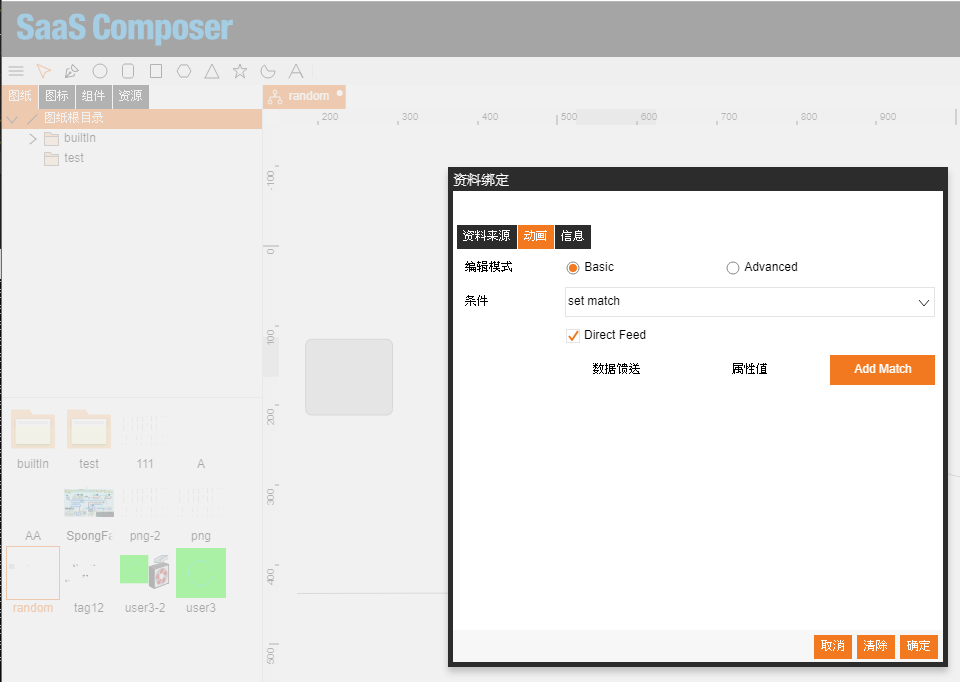 SaaS Composer
图纸 图标 组件 资源
random
图纸根目录
200 300 400 500 600 700 800 900
builtIn
test
-100
0
100
200
300
400
500
资料绑定
资料来源 动画 信息
编辑模式 Basic Advanced
条件 set match
Direct Feed
数据馈送 属性值 Add Match
builtIn test 111 A
AA SpongFa png-2 png
random tag12 user3-2 user3
取消 清除 确定